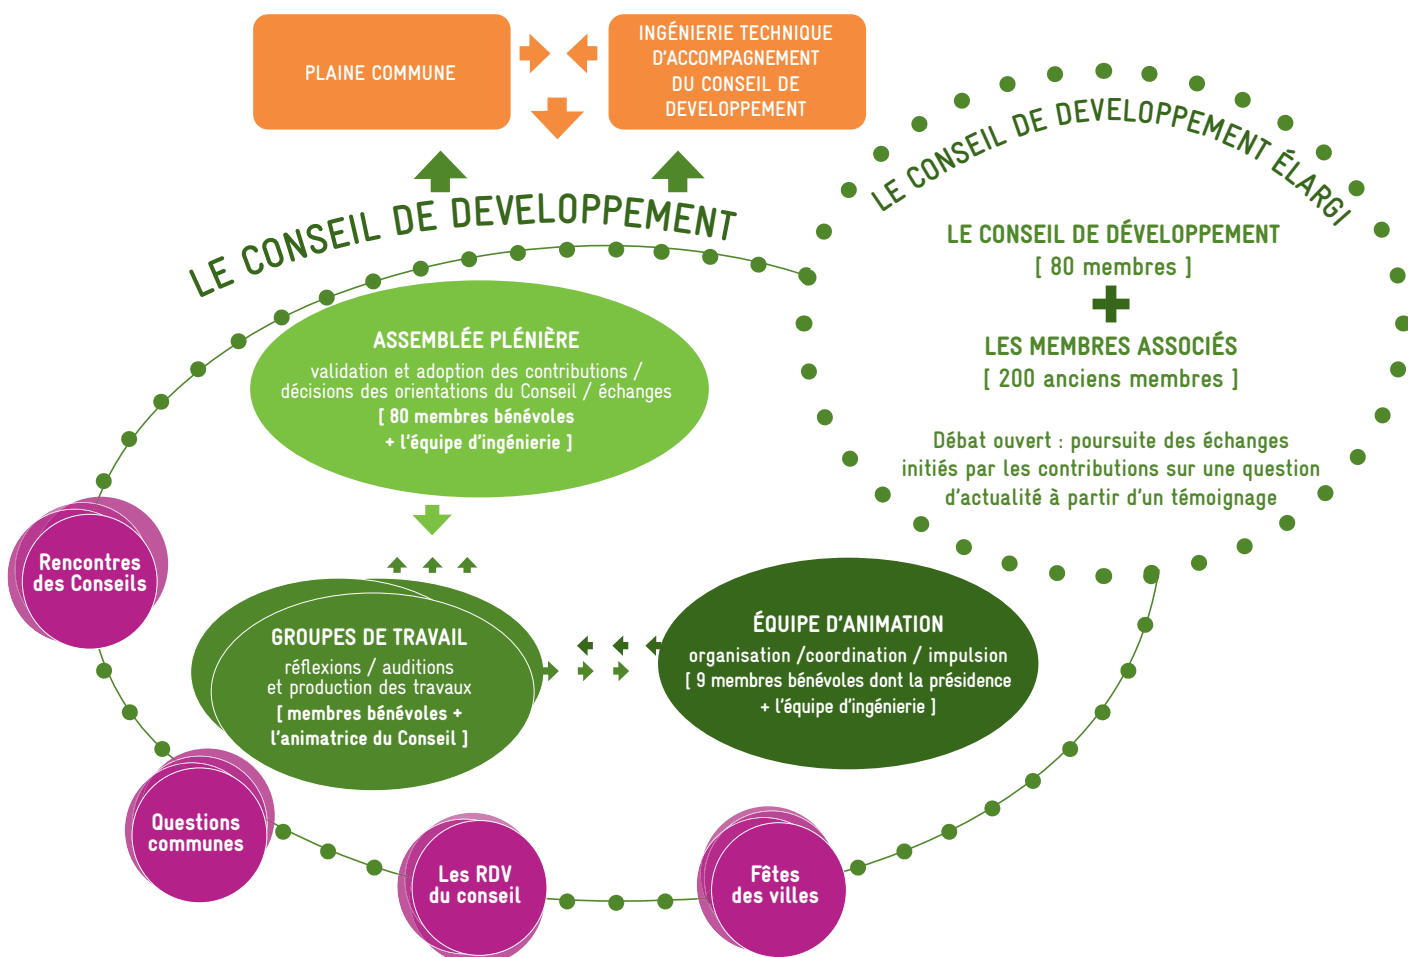 PLAINE COMMUNE
INGÉNIERIE TECHNIQUE
D'ACCOMPAGNEMENT
DU CONSEIL DE
DEVELOPPEMENT
LE CONSEIL DE DEVELOPPEMENT
ASSEMBLÉE PLÉNIÈRE
validation et adoption des contributions /
décisions des orientations du Conseil / échanges
[ 80 membres bénévoles
+ l'équipe d'ingénierie ]
GROUPES DE TRAVAIL
réflexions / auditions
et production des travaux
[ membres bénévoles +
l'animatrice du Conseil ]
ÉQUIPE D'ANIMATION
organisation /coordination / impulsion
[ 9 membres bénévoles dont la présidence
+ l'équipe d'ingénierie ]
LE CONSEIL DE DEVELOPPEMENT ÉLARGI
LE CONSEIL DE DÉVELOPPEMENT
[ 80 membres ]
+
LES MEMBRES ASSOCIÉS
[ 200 anciens membres ]
Débat ouvert : poursuite des échanges
initiés par les contributions sur une question
d'actualité à partir d'un témoignage
Rencontres
des Conseils
Questions
communes
Les RDV
du conseil
Fêtes
des villes